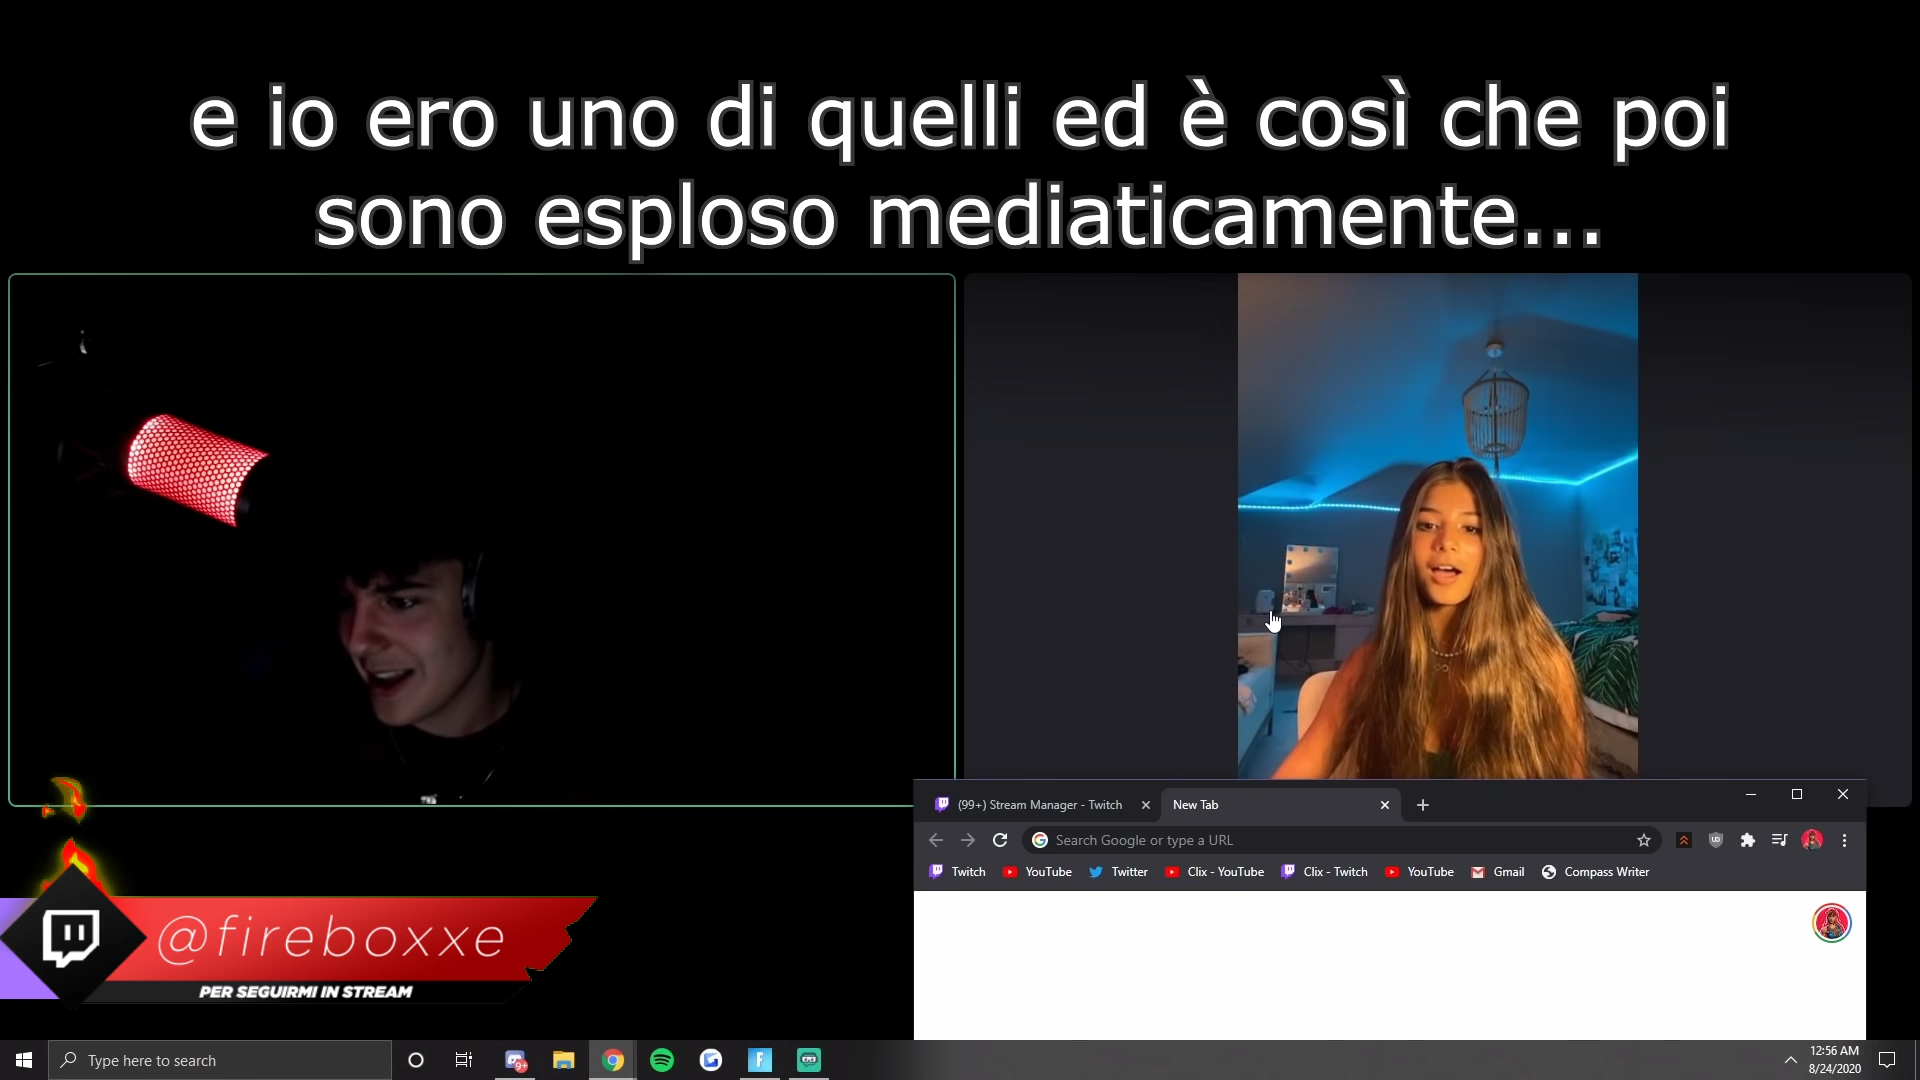 e io ero uno di quelli ed è così che poi
sono esploso mediaticamente...
(99+) Stream Manager - Twitch
New Tab
Search Google or type a URL
Twitch YouTube Twitter Clix - YouTube Clix - Twitch YouTube Gmail Compass Writer
@fireboxxe
PER SEGUIRMI IN STREAM
Type here to search
9+
12:56 AM
8/24/2020